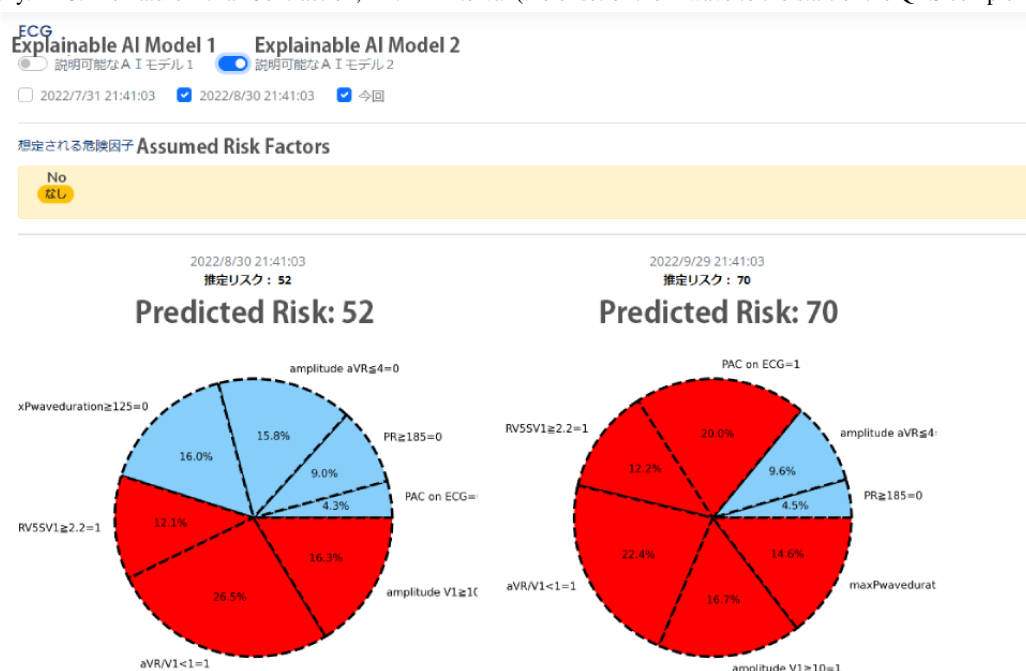 ECG
Explainable AI Model 1 Explainable AI Model 2
説明可能なAIモデル1 説明可能なAIモデル2
2022/7/31 21:41:03 2022/8/30 21:41:03 今回
想定される危険因子 Assumed Risk Factors
No
なし
2022/8/30 21:41:03
推定リスク： 52
Predicted Risk: 52
amplitude aVR≦4=0
xPwaveduration≧125=0
15.8%
PR≧185=0
16.0%
9.0%
PAC on ECG=
4.3%
RV5SV1≧2.2=1
12.1%
16.3%
amplitude V1≧10
26.5%
aVR/V1<1=1
2022/9/29 21:41:03
推定リスク： 70
Predicted Risk: 70
PAC on ECG=1
RV5SV1≧2.2=1
20.0%
amplitude aVR≦4
12.2%
9.6%
PR≧185=0
4.5%
22.4%
14.6%
aVR/V1<1=1
maxPwavedurat
16.7%
amplitude V1≧10=1